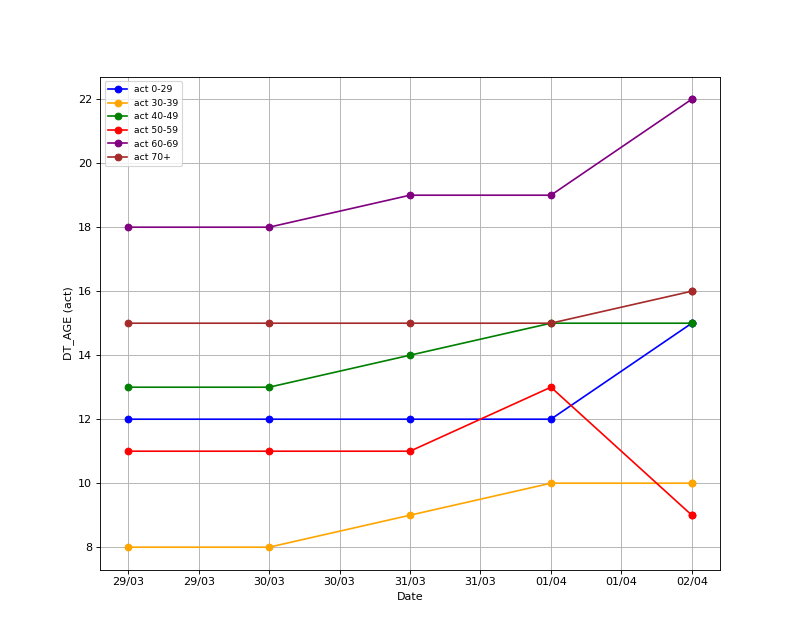 act 0-29
act 30-39
act 40-49
act 50-59
act 60-69
act 70+
22
20
18
16
14
12
10
8
DT_AGE (act)
29/03 29/03 30/03 30/03 31/03 31/03 01/04 01/04 02/04
Date